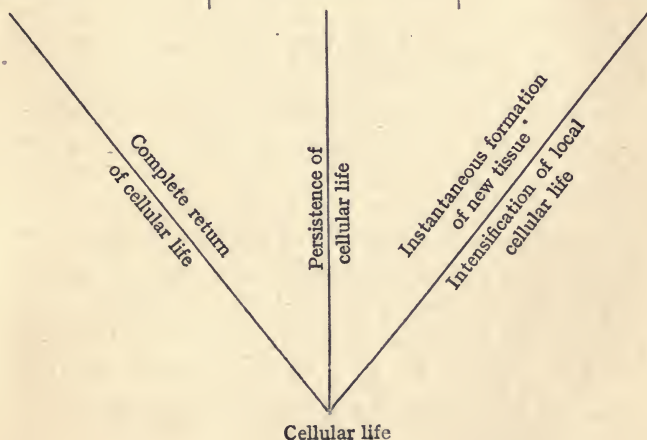 Complete return
of cellular life
Persistence of
cellular life
Instantaneous formation
of new tissue
Intensification of local
cellular life
Cellular life